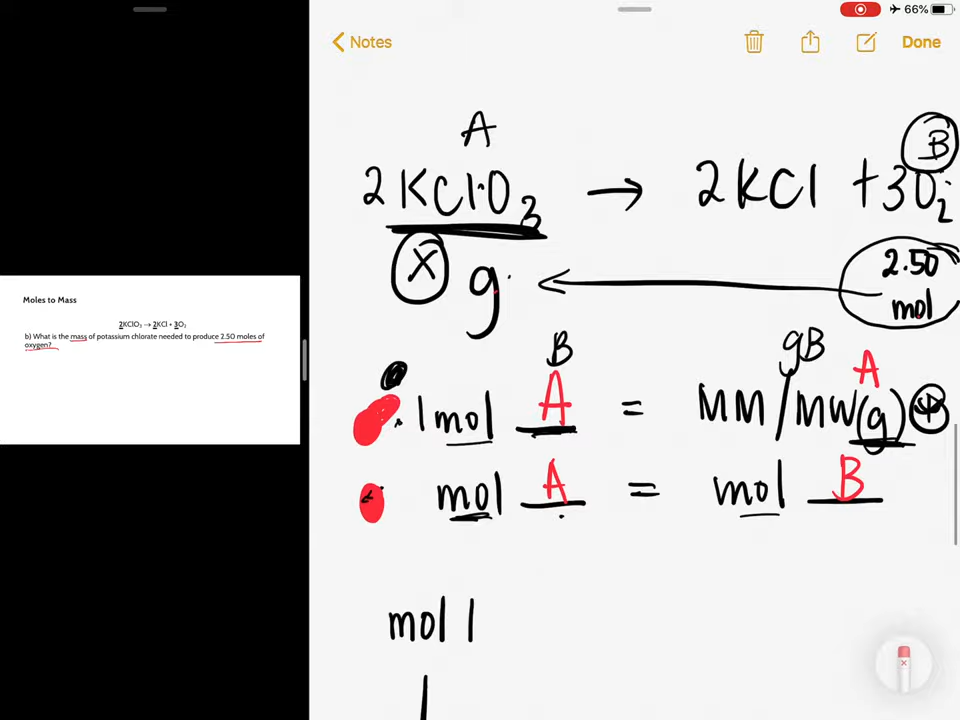 66%
Notes
Done
A
B
2KClO3 → 2KCl + 3O2
X g
2.50
mol
B
gB
A
1 mol A = MM/MW(g)
mol A = mol B
mol 1
Moles to Mass
2KClO3 → 2KCl + 3O2
b) What is the mass of potassium chlorate needed to produce 2.50 moles of
oxygen?